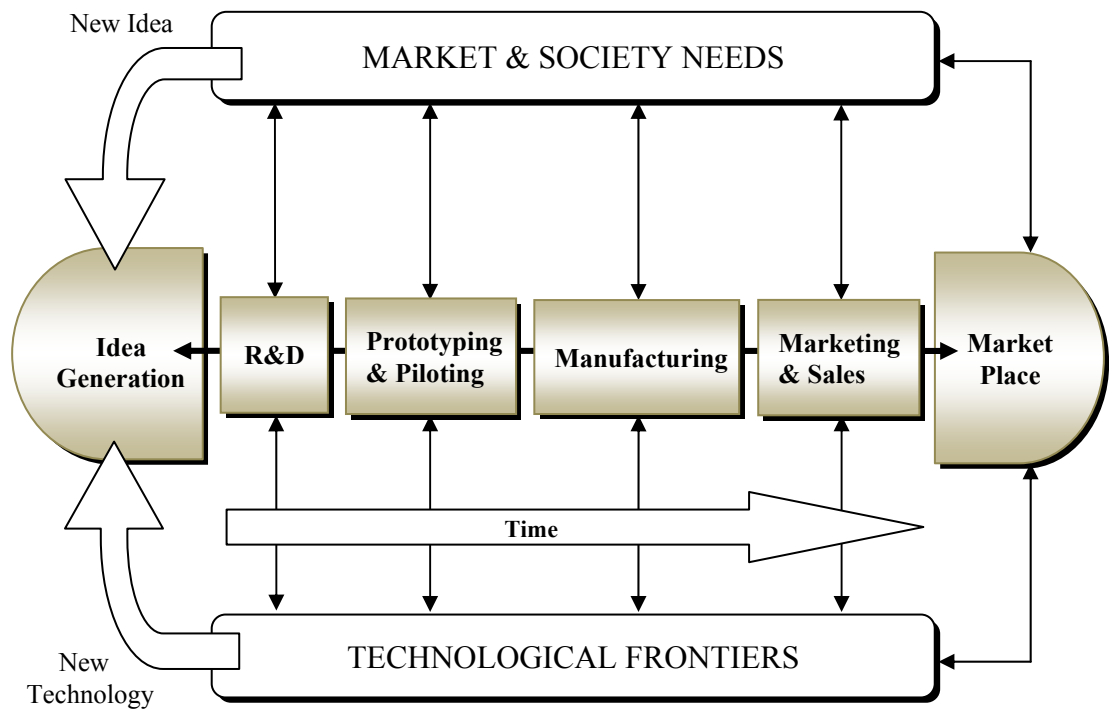 New Idea
MARKET & SOCIETY NEEDS
Idea
Generation
R&D
Prototyping
& Piloting
Manufacturing
Marketing
& Sales
Market
Place
Time
New
Technology
TECHNOLOGICAL FRONTIERS